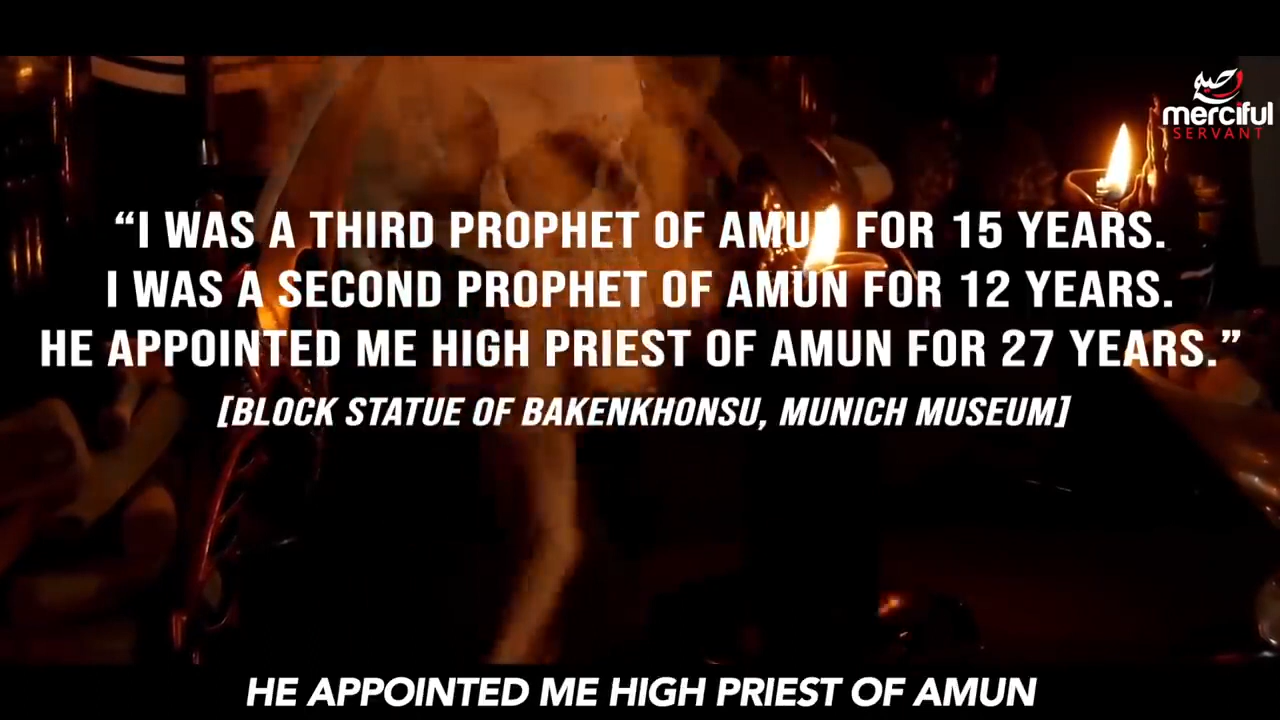 رحيم
merciful
SERVANT
“I WAS A THIRD PROPHET OF AMUN FOR 15 YEARS.
I WAS A SECOND PROPHET OF AMUN FOR 12 YEARS.
HE APPOINTED ME HIGH PRIEST OF AMUN FOR 27 YEARS.”
[BLOCK STATUE OF BAKENKHONSU, MUNICH MUSEUM]
HE APPOINTED ME HIGH PRIEST OF AMUN